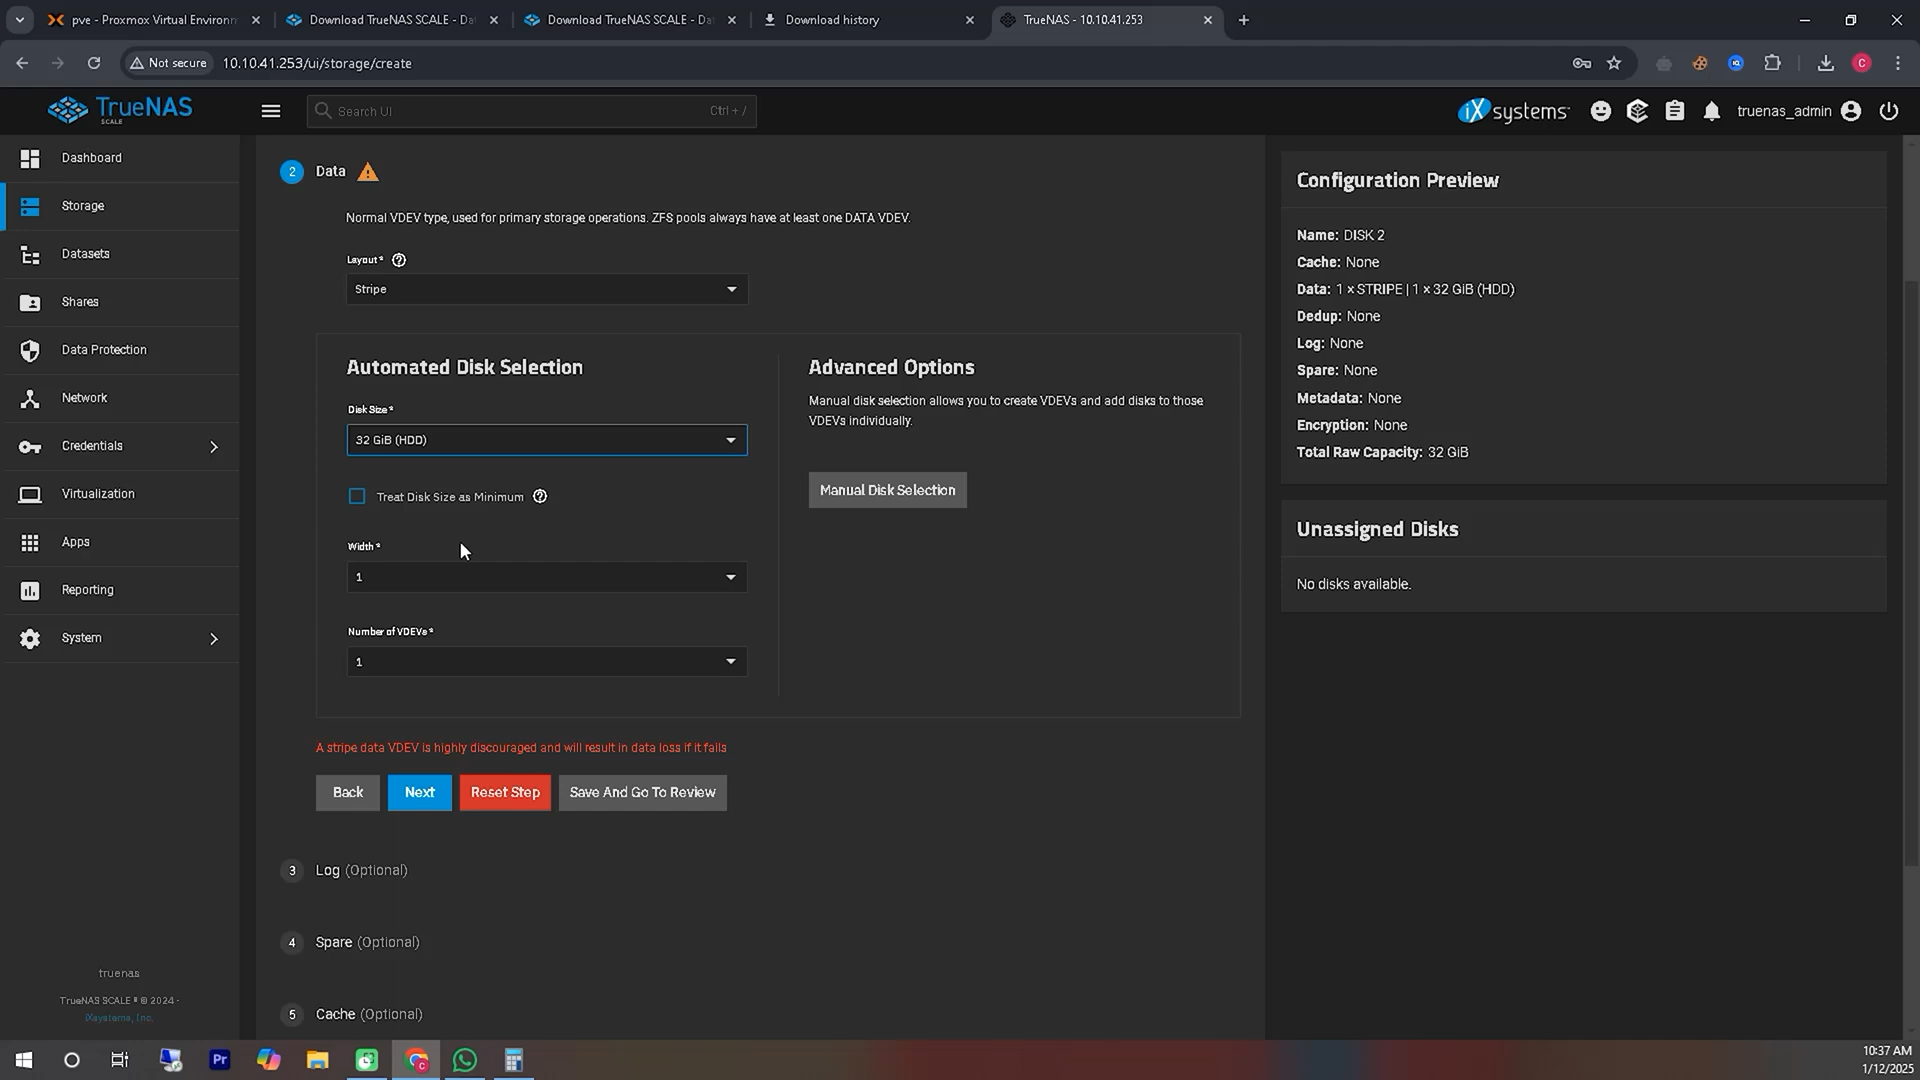 pve - Proxmox Virtual Environm
Download TrueNAS SCALE - Da
Download TrueNAS SCALE - Da
Download history
TrueNAS - 10.10.41.253
Not secure
10.10.41.253/ui/storage/create
C
TrueNAS
SCALE
Search UI
Ctrl + /
iXsystems
truenas_admin
Dashboard
Storage
Datasets
Shares
Data Protection
Network
Credentials
Virtualization
Apps
Reporting
System
truenas
TrueNAS SCALE ® © 2024 -
iXsystems, Inc.
2 Data
Normal VDEV type, used for primary storage operations. ZFS pools always have at least one DATA VDEV.
Layout *
Stripe
Automated Disk Selection
Disk Size *
32 GiB (HDD)
Treat Disk Size as Minimum
Width *
1
Number of VDEVs *
1
Advanced Options
Manual disk selection allows you to create VDEVs and add disks to those
VDEVs individually.
Manual Disk Selection
A stripe data VDEV is highly discouraged and will result in data loss if it fails
Back
Next
Reset Step
Save And Go To Review
3 Log (Optional)
4 Spare (Optional)
5 Cache (Optional)
Configuration Preview
Name: DISK 2
Cache: None
Data: 1 × STRIPE | 1 × 32 GiB (HDD)
Dedup: None
Log: None
Spare: None
Metadata: None
Encryption: None
Total Raw Capacity: 32 GiB
Unassigned Disks
No disks available.
Pr
C
10:37 AM
1/12/2025